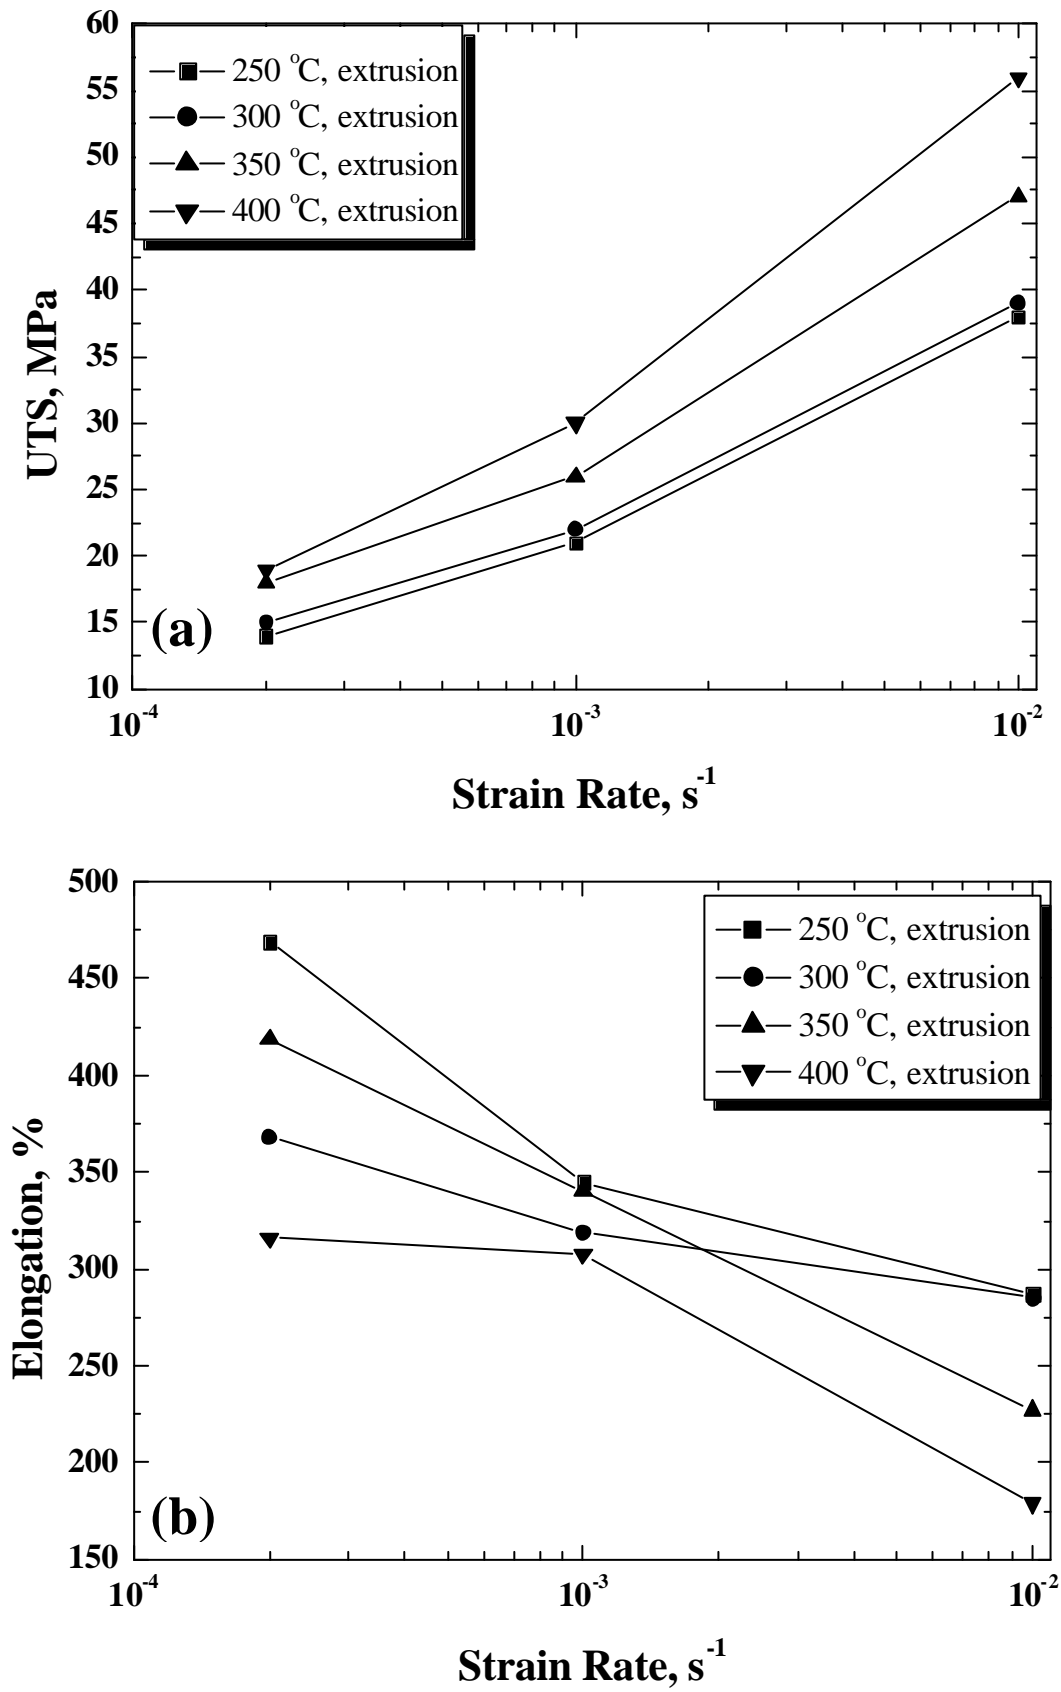 60
55
50
45
40
35
30
25
20
15
10
UTS, MPa
250 °C, extrusion
300 °C, extrusion
350 °C, extrusion
400 °C, extrusion
(a)
10⁻⁴ 10⁻³ 10⁻²
Strain Rate, s⁻¹
500
450
400
350
300
250
200
150
Elongation, %
250 °C, extrusion
300 °C, extrusion
350 °C, extrusion
400 °C, extrusion
(b)
10⁻⁴ 10⁻³ 10⁻²
Strain Rate, s⁻¹